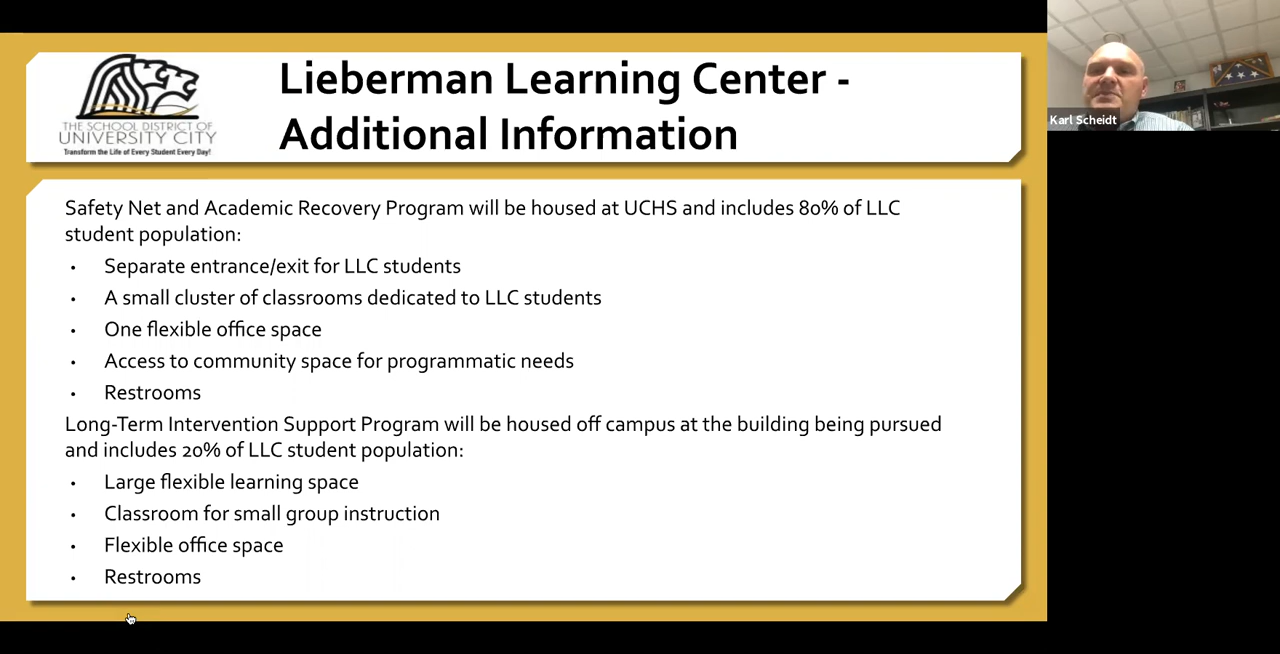 Lieberman Learning Center -
Additional Information
THE SCHOOL DISTRICT OF
UNIVERSITY CITY
Transform the Life of Every Student Every Day!
Karl Scheidt
Safety Net and Academic Recovery Program will be housed at UCHS and includes 80% of LLC
student population:
• Separate entrance/exit for LLC students
• A small cluster of classrooms dedicated to LLC students
• One flexible office space
• Access to community space for programmatic needs
• Restrooms
Long-Term Intervention Support Program will be housed off campus at the building being pursued
and includes 20% of LLC student population:
• Large flexible learning space
• Classroom for small group instruction
• Flexible office space
• Restrooms